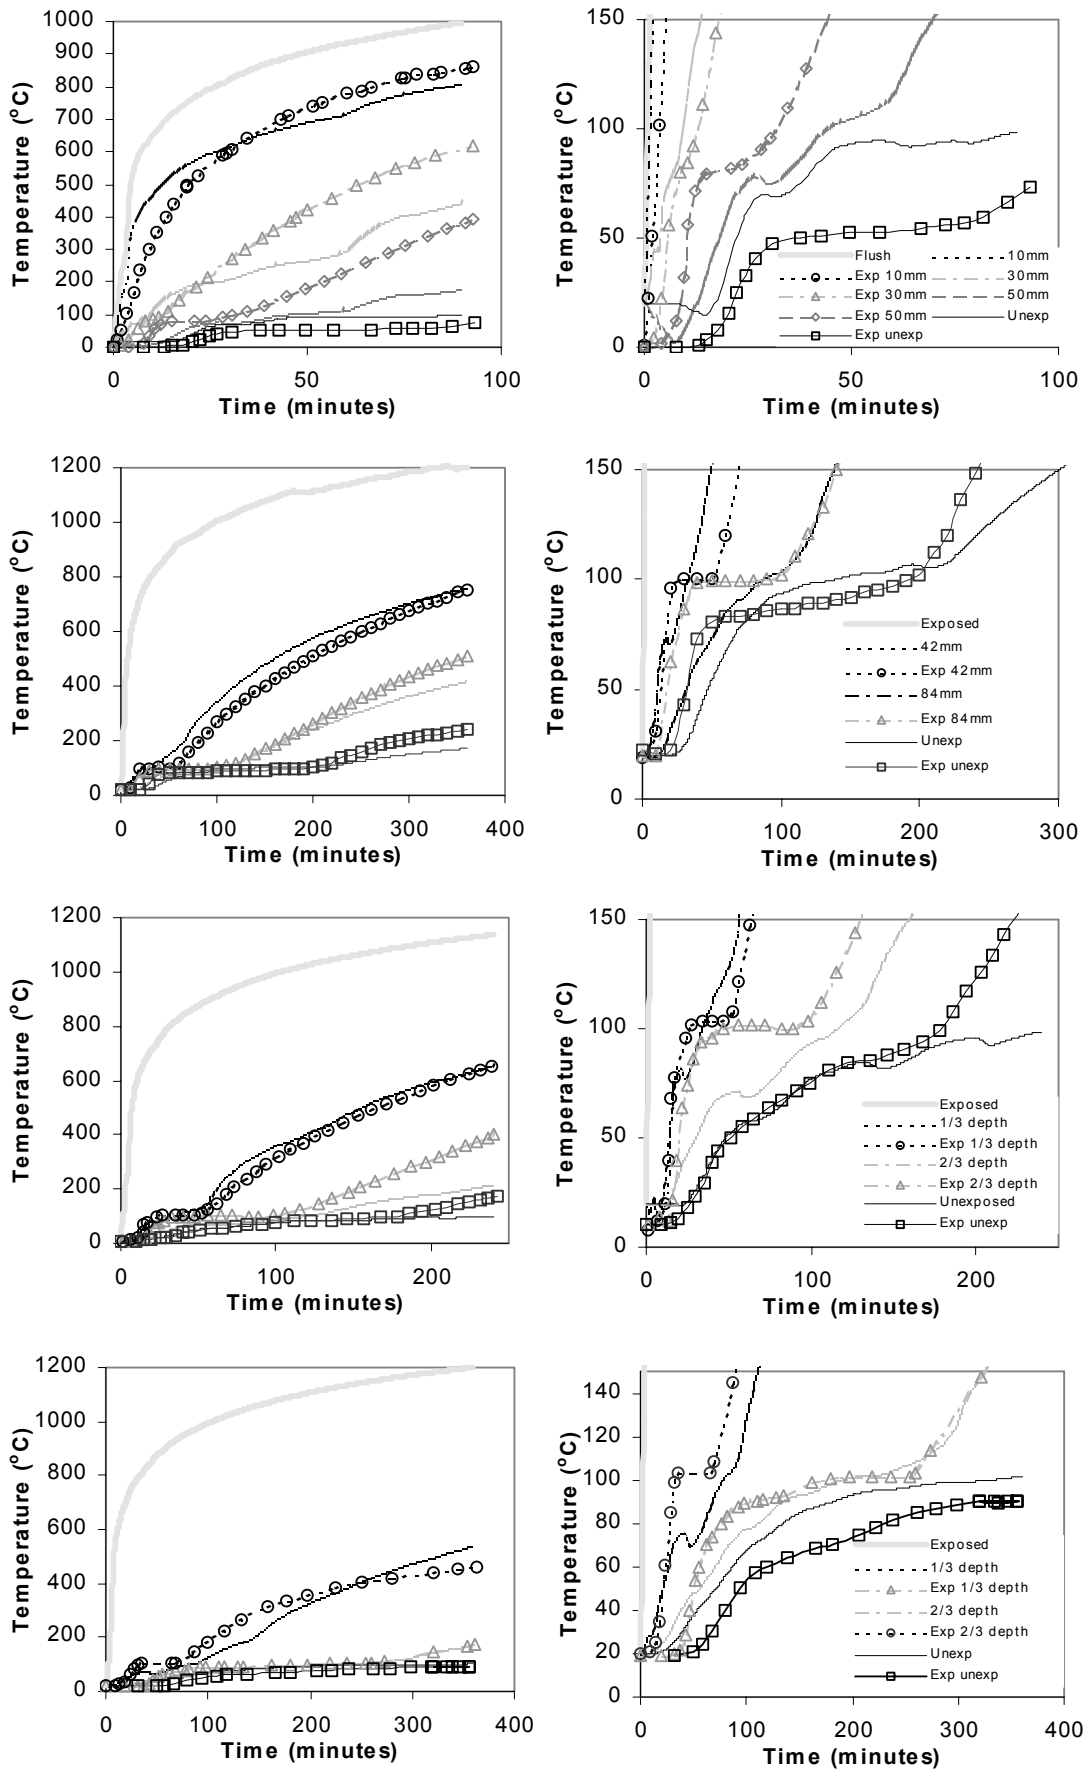 1000
900
800
700
600
500
400
300
200
100
0
0 50 100
Temperature (°C)
Time (minutes)
150
100
50
0
0 50 100
Temperature (°C)
Time (minutes)
Flush
10mm
Exp 10mm
30mm
Exp 30mm
50mm
Exp 50mm
Unexp
Exp unexp
1200
1000
800
600
400
200
0
0 100 200 300 400
Temperature (°C)
Time (minutes)
150
100
50
0
0 100 200 300
Temperature (°C)
Time (minutes)
Exposed
42mm
Exp 42mm
84mm
Exp 84mm
Unexp
Exp unexp
1200
1000
800
600
400
200
0
0 100 200
Temperature (°C)
Time (minutes)
150
100
50
0
0 100 200
Temperature (°C)
Time (minutes)
Exposed
1/3 depth
Exp 1/3 depth
2/3 depth
Exp 2/3 depth
Unexposed
Exp unexp
1200
1000
800
600
400
200
0
0 100 200 300 400
Temperature (°C)
Time (minutes)
140
120
100
80
60
40
20
0
0 100 200 300 400
Temperature (°C)
Time (minutes)
Exposed
1/3 depth
Exp 1/3 depth
2/3 depth
Exp 2/3 depth
Unexp
Exp unexp